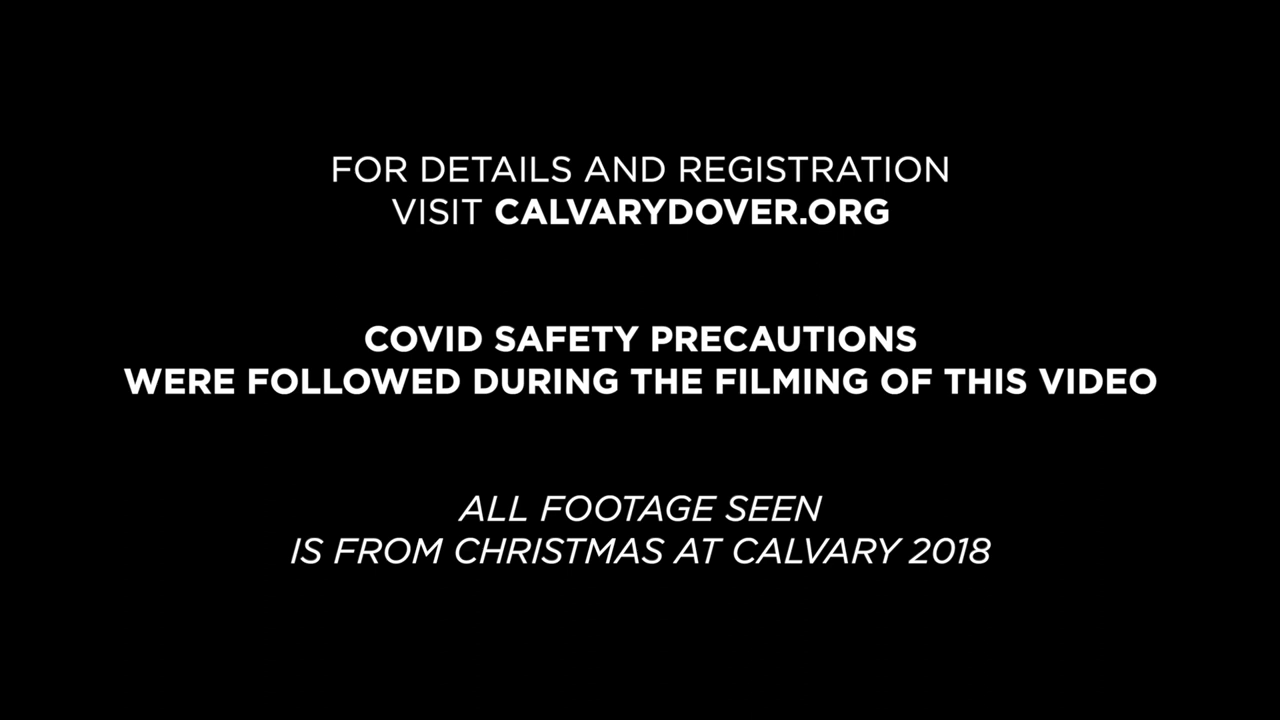 FOR DETAILS AND REGISTRATION
VISIT CALVARYDOVER.ORG
COVID SAFETY PRECAUTIONS
WERE FOLLOWED DURING THE FILMING OF THIS VIDEO
ALL FOOTAGE SEEN
IS FROM CHRISTMAS AT CALVARY 2018